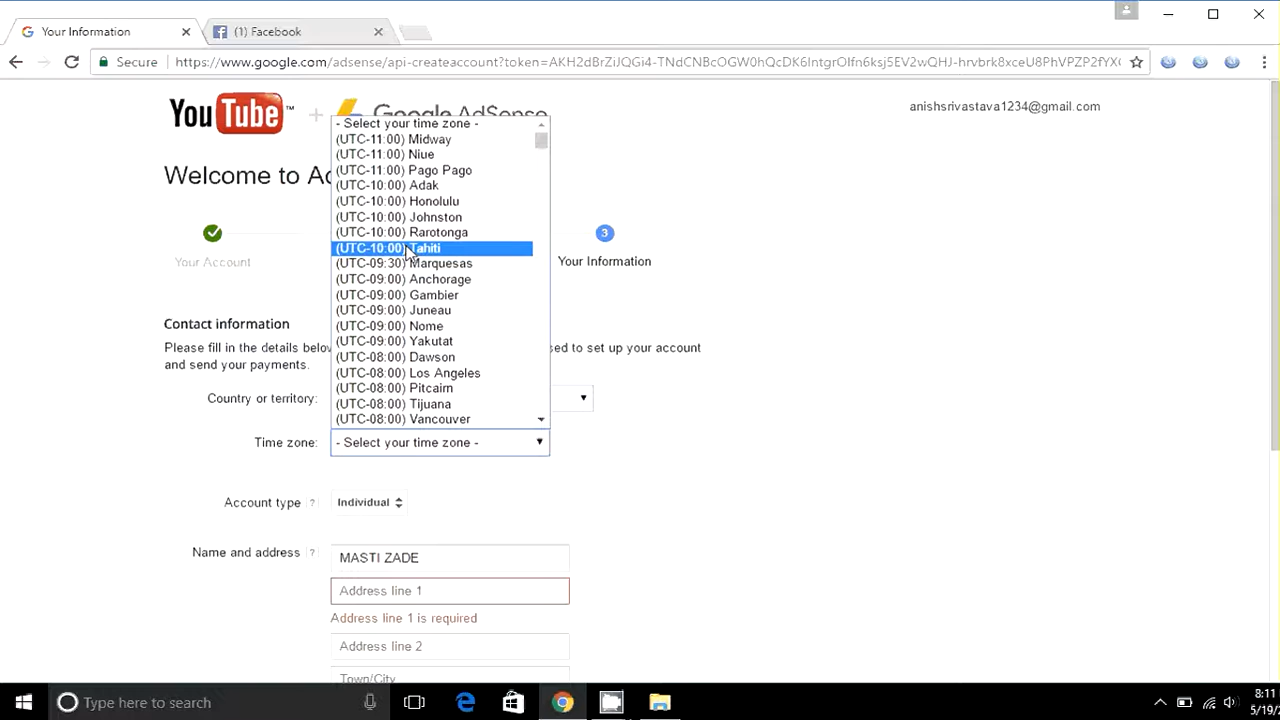 Your Information
(1) Facebook
Secure
https://www.google.com/adsense/api-createaccount?token=
YouTube™ + Google AdSense
anishsrivastava1234@gmail.com
Welcome to Ad
Your Account
3
Your Information
- Select your time zone -
(UTC-11:00) Midway
(UTC-11:00) Niue
(UTC-11:00) Pago Pago
(UTC-10:00) Adak
(UTC-10:00) Honolulu
(UTC-10:00) Johnston
(UTC-10:00) Rarotonga
(UTC-10:00) Tahiti
(UTC-09:30) Marquesas
(UTC-09:00) Anchorage
(UTC-09:00) Gambier
(UTC-09:00) Juneau
(UTC-09:00) Nome
(UTC-09:00) Yakutat
(UTC-08:00) Dawson
(UTC-08:00) Los Angeles
(UTC-08:00) Pitcairn
(UTC-08:00) Tijuana
(UTC-08:00) Vancouver
Contact information
Please fill in the details below sed to set up your account
and send your payments.
Country or territory:
Time zone: - Select your time zone -
Account type ? Individual
Name and address ? MASTI ZADE
Address line 1
Address line 1 is required
Address line 2
Town/City
Type here to search
8:11
5/19/2